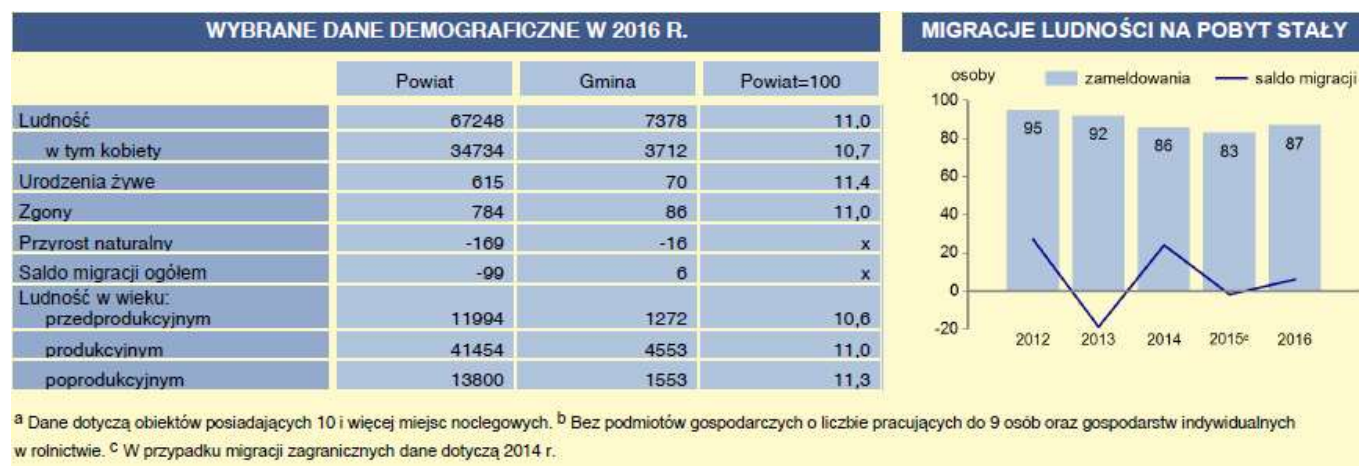 WYBRANE DANE DEMOGRAFICZNE W 2016 R.
Powiat Gmina Powiat=100
Ludność 67248 7378 11,0
w tym kobiety 34734 3712 10,7
Urodzenia żywe 615 70 11,4
Zgony 784 86 11,0
Przyrost naturalny -169 -16 x
Saldo migracji ogółem -99 6 x
Ludność w wieku:
przedprodukcyjnym 11994 1272 10,6
produkcyjnym 41454 4553 11,0
poprodukcyjnym 13800 1553 11,3
MIGRACJE LUDNOŚCI NA POBYT STAŁY
osoby zameldowania saldo migracji
100
80
60
40
20
0
-20
95 92 86 83 87
2012 2013 2014 2015c 2016
a Dane dotyczą obiektów posiadających 10 i więcej miejsc noclegowych. b Bez podmiotów gospodarczych o liczbie pracujących do 9 osób oraz gospodarstw indywidualnych
w rolnictwie. c W przypadku migracji zagranicznych dane dotyczą 2014 r.